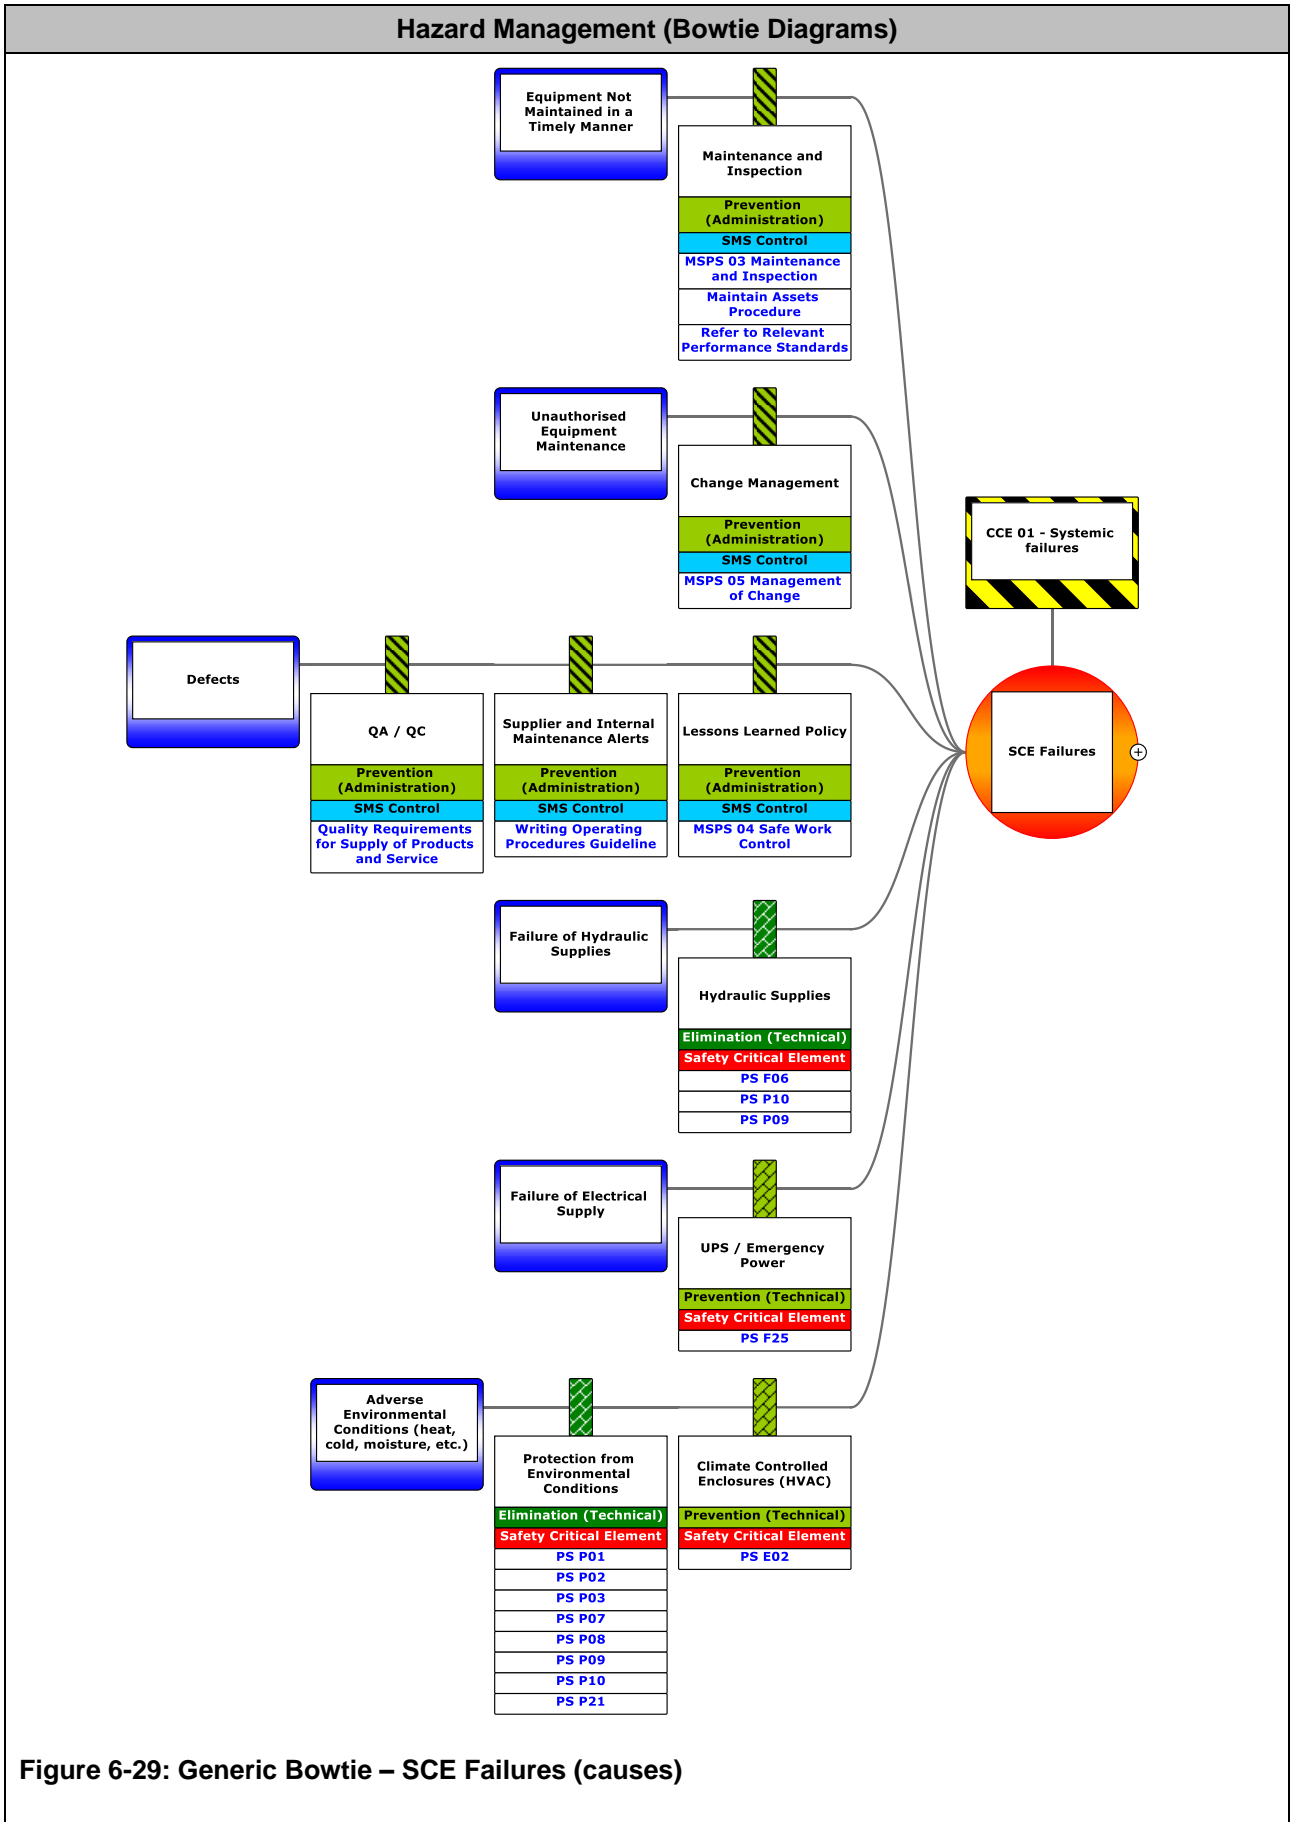 Hazard Management (Bowtie Diagrams)
Equipment Not
Maintained in a
Timely Manner
Maintenance and
Inspection
Prevention
(Administration)
SMS Control
MSPS 03 Maintenance
and Inspection
Maintain Assets
Procedure
Refer to Relevant
Performance Standards
Unauthorised
Equipment
Maintenance
Change Management
Prevention
(Administration)
SMS Control
MSPS 05 Management
of Change
CCE 01 - Systemic
failures
SCE Failures
Defects
QA / QC
Prevention
(Administration)
SMS Control
Quality Requirements
for Supply of Products
and Service
Supplier and Internal
Maintenance Alerts
Prevention
(Administration)
SMS Control
Writing Operating
Procedures Guideline
Lessons Learned Policy
Prevention
(Administration)
SMS Control
MSPS 04 Safe Work
Control
Failure of Hydraulic
Supplies
Hydraulic Supplies
Elimination (Technical)
Safety Critical Element
PS F06
PS P10
PS P09
Failure of Electrical
Supply
UPS / Emergency
Power
Prevention (Technical)
Safety Critical Element
PS F25
Adverse
Environmental
Conditions (heat,
cold, moisture, etc.)
Protection from
Environmental
Conditions
Elimination (Technical)
Safety Critical Element
PS P01
PS P02
PS P03
PS P07
PS P08
PS P09
PS P10
PS P21
Climate Controlled
Enclosures (HVAC)
Prevention (Technical)
Safety Critical Element
PS E02
Figure 6-29: Generic Bowtie – SCE Failures (causes)